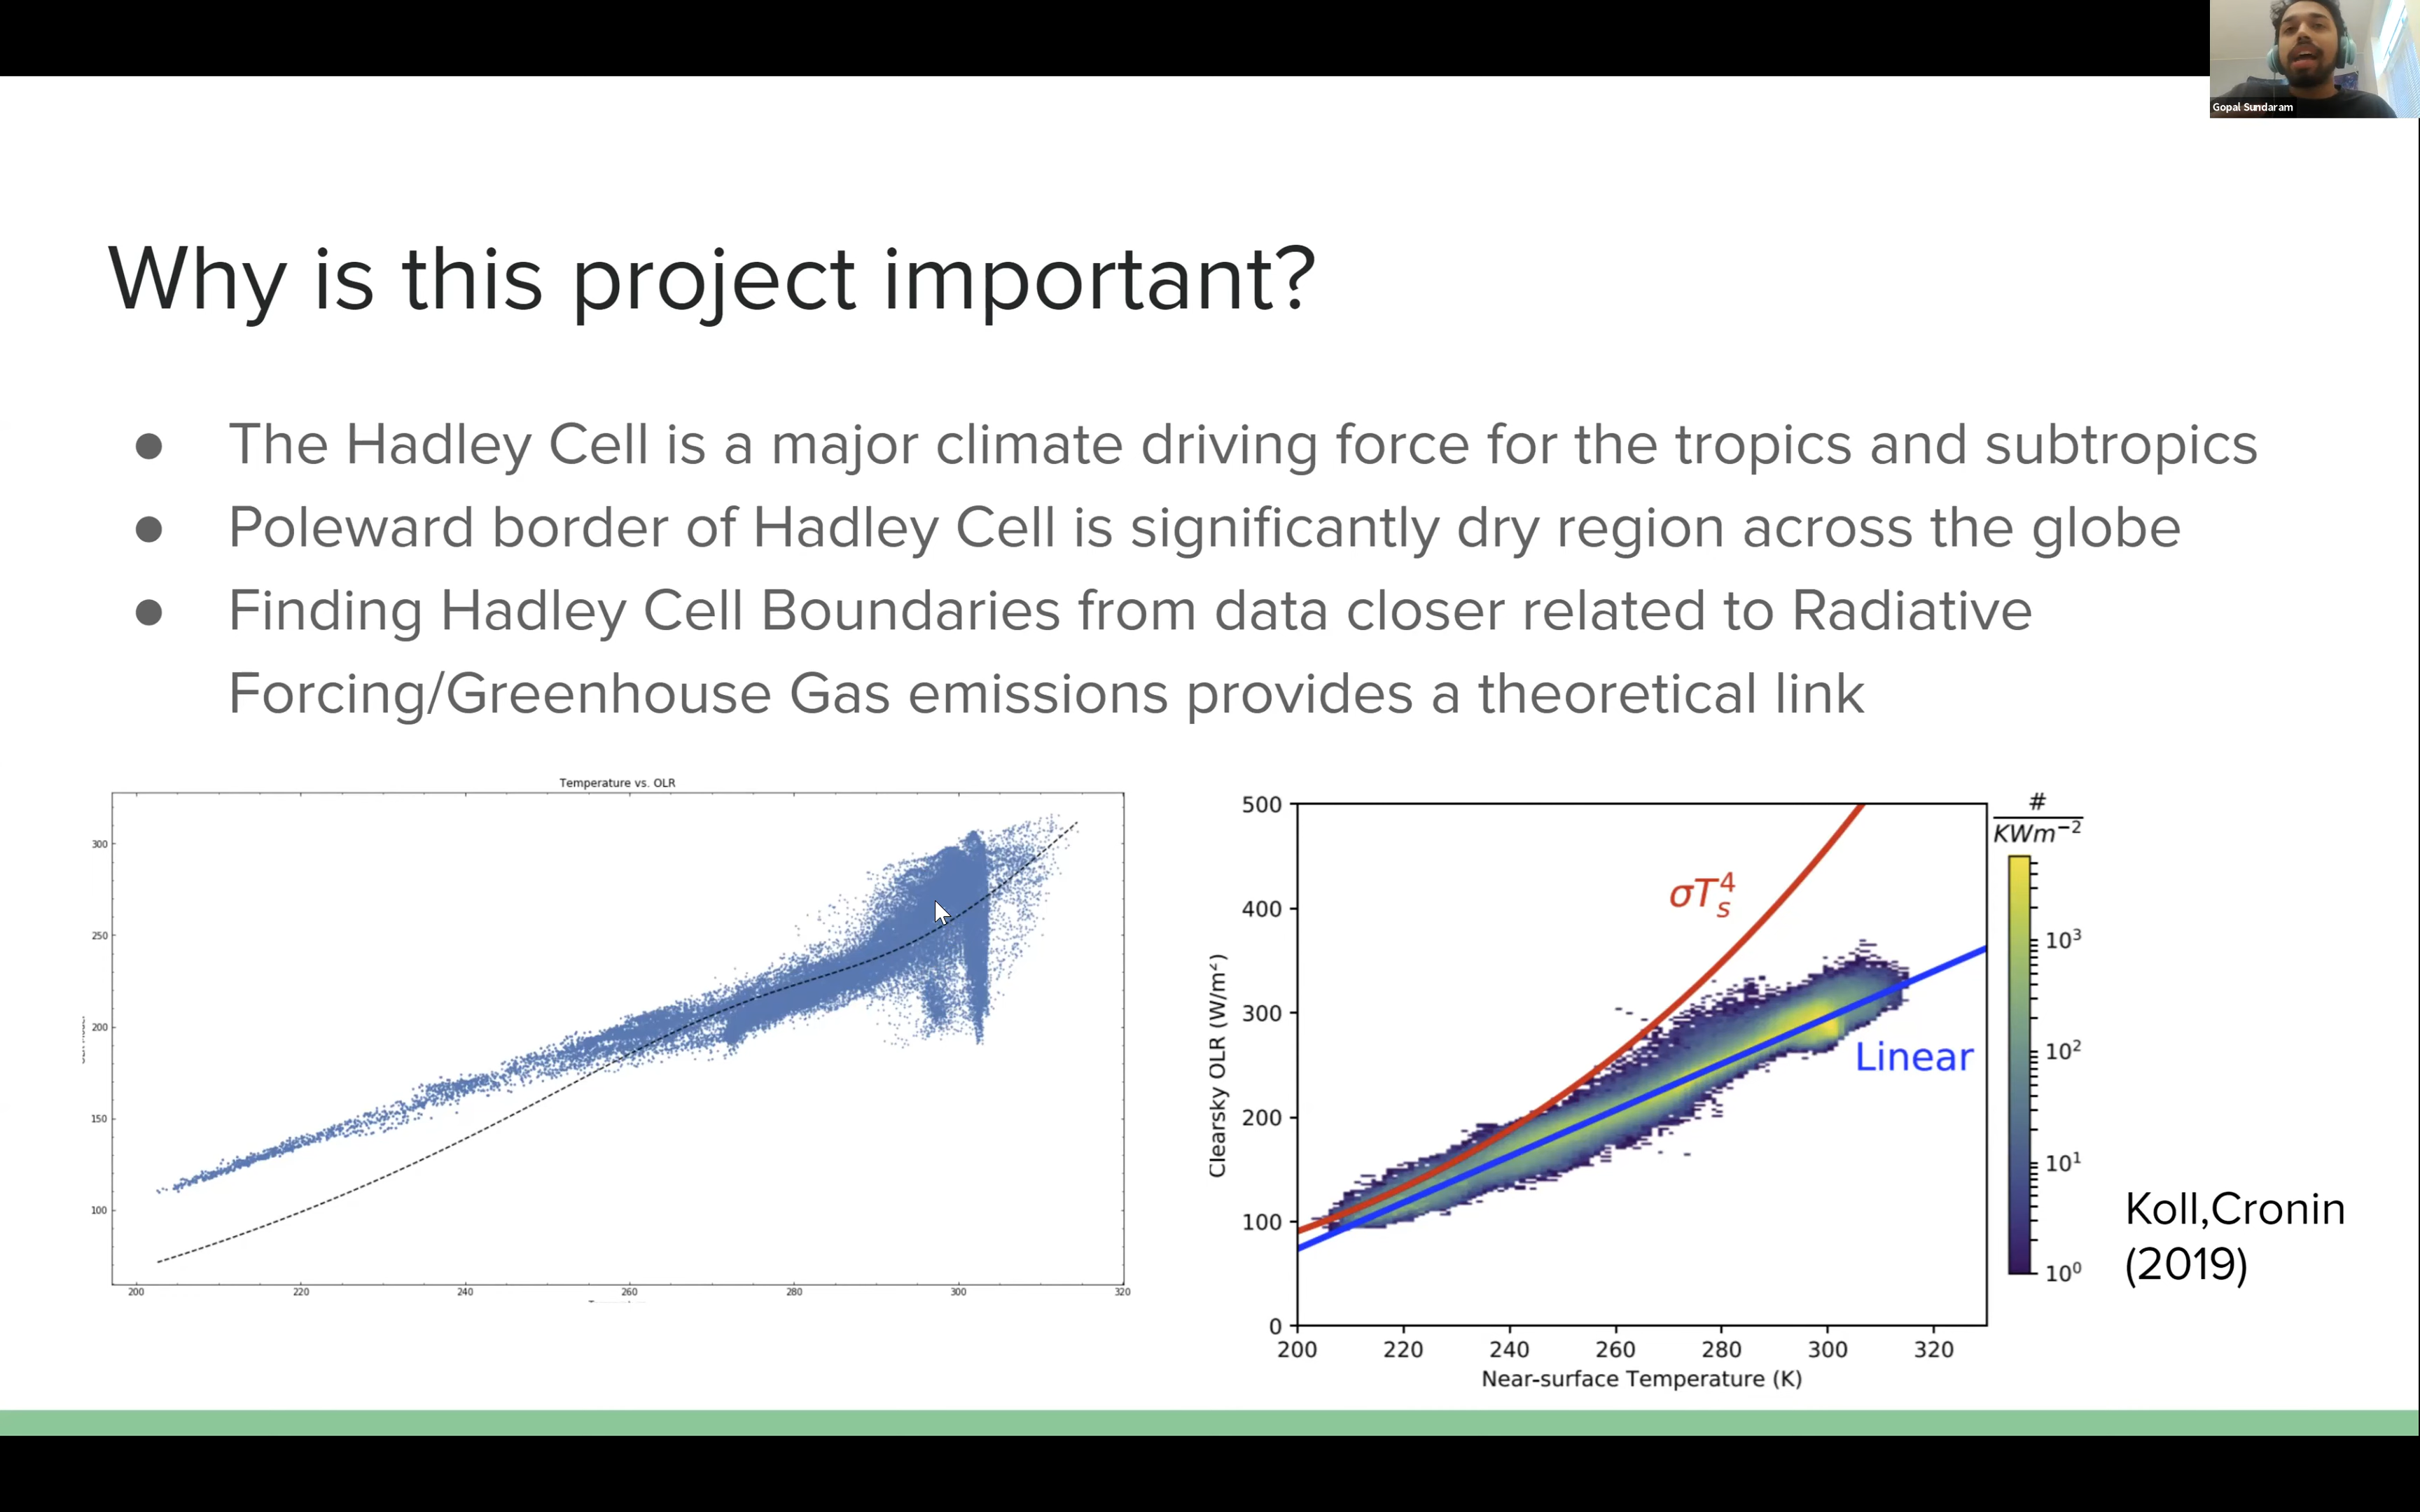 Gopal Sundaram
Why is this project important?
● The Hadley Cell is a major climate driving force for the tropics and subtropics
● Poleward border of Hadley Cell is significantly dry region across the globe
● Finding Hadley Cell Boundaries from data closer related to Radiative
Forcing/Greenhouse Gas emissions provides a theoretical link
Temperature vs. OLR
300
250
200
150
100
200 220 240 260 280 300 320
500
400
300
200
100
0
Clearsky OLR (W/m²)
σTₛ⁴
Linear
200 220 240 260 280 300 320
Near-surface Temperature (K)
#
KWm⁻²
10³
10²
10¹
10⁰
Koll,Cronin
(2019)